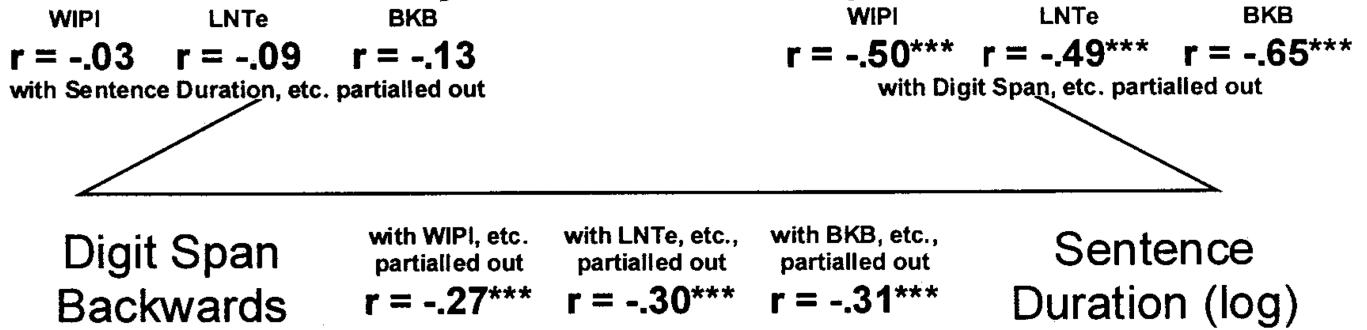 WIPI LNTe BKB
r = -.03 r = -.09 r = -.13
with Sentence Duration, etc. partialled out
WIPI LNTe BKB
r = -.50*** r = -.49*** r = -.65***
with Digit Span, etc. partialled out
Digit Span
Backwards
with WIPI, etc.
partialled out
r = -.27***
with LNTe, etc.,
partialled out
r = -.30***
with BKB, etc.,
partialled out
r = -.31***
Sentence
Duration (log)